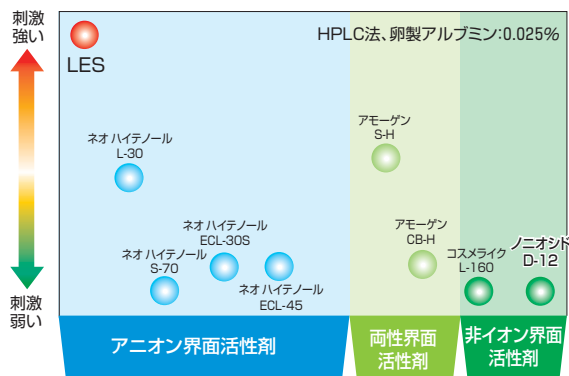 刺激
強い
HPLC法、卵製アルブミン:0.025%
LES
アモーゲン
S-H
ネオ ハイテノール
L-30
アモーゲン
CB-H
ネオ ハイテノール
ECL-30S
ネオ ハイテノール
S-70
ネオ ハイテノール
ECL-45
コスメライク
L-160
ノニオシド
D-12
刺激
弱い
アニオン界面活性剤
両性界面
活性剤
非イオン界面
活性剤